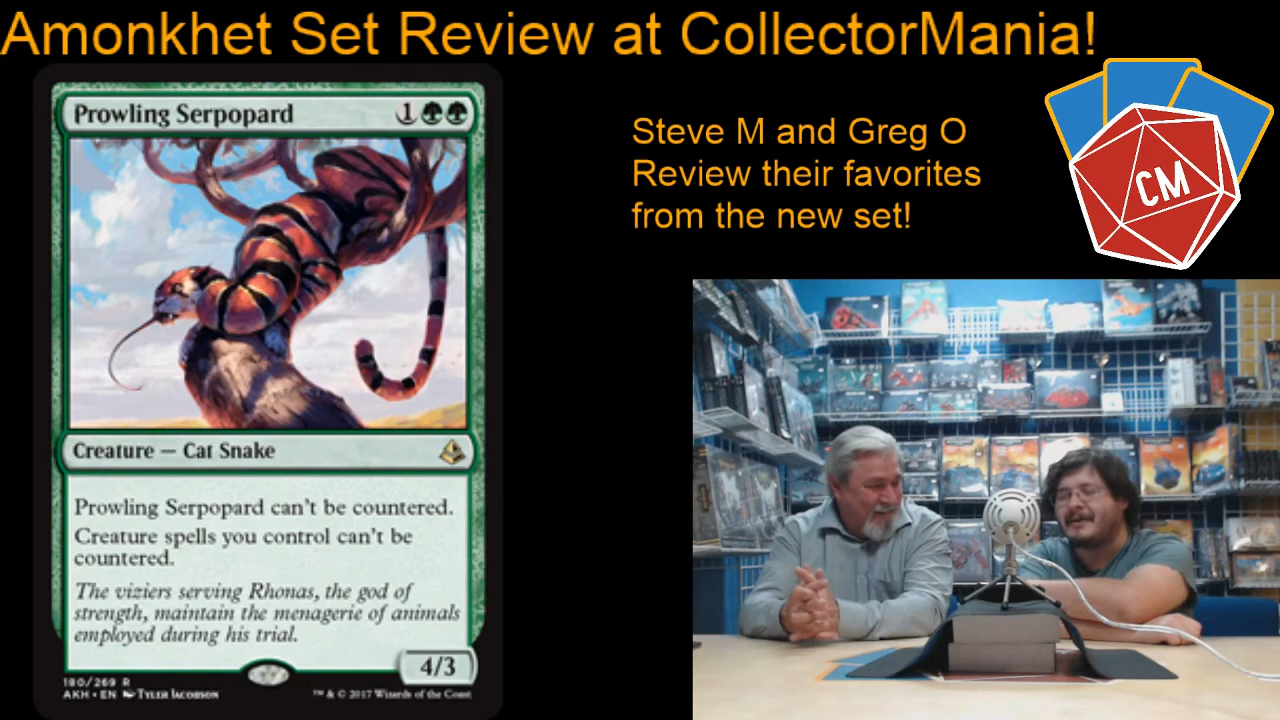 Amonkhet Set Review at CollectorMania!
Prowling Serpopard 1
Steve M and Greg O
Review their favorites
from the new set!
CM
Creature — Cat Snake
Prowling Serpopard can't be countered.
Creature spells you control can't be
countered.
The viziers serving Rhonas, the god of
strength, maintain the menagerie of animals
employed during his trial.
4/3
180/269 R
AKH • EN Tyler Jacobson
™ & © 2017 Wizards of the Coast